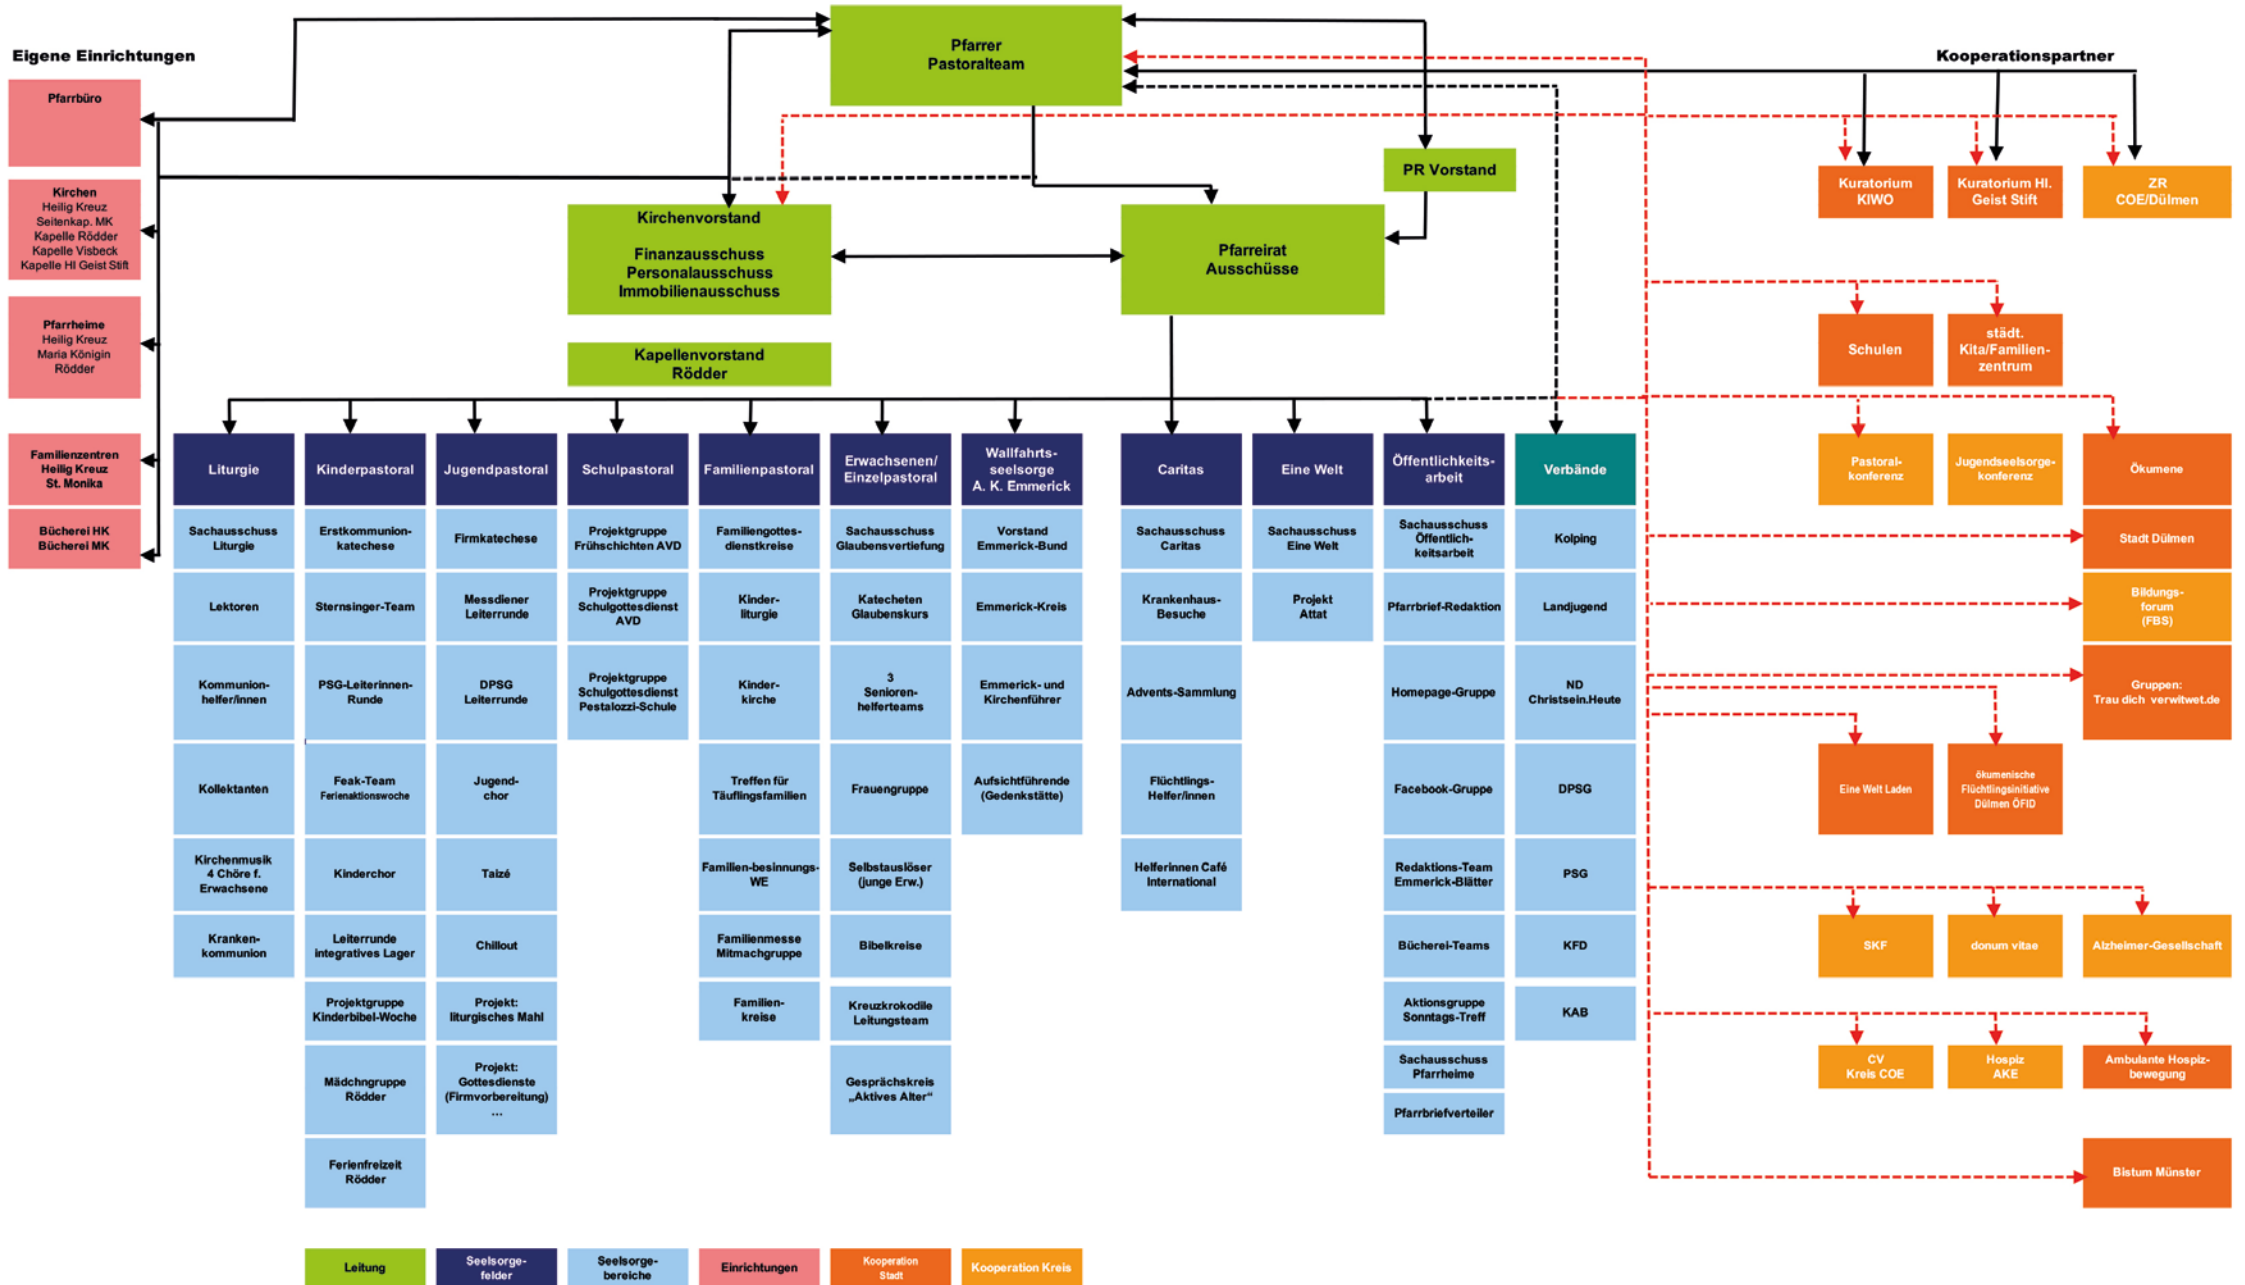 Pfarrer
Pastoralteam
Eigene Einrichtungen
Kooperationspartner
Pfarrbüro
Kirchen
Heilig Kreuz
Seitenkap. MK
Kapelle Rödder
Kapelle Visbeck
Kapelle HI Geist Stift
Pfarrheime
Heilig Kreuz
Maria Königin
Rödder
Familienzentren
Heilig Kreuz
St. Monika
Bücherei HK
Bücherei MK
PR Vorstand
Kirchenvorstand
Finanzausschuss
Personalausschuss
Immobilienausschuss
Pfarreirat
Ausschüsse
Kapellenvorstand
Rödder
Kuratorium
KIWO
Kuratorium Hl.
Geist Stift
ZR
COE/Dülmen
Schulen
städt.
Kita/Familien-
zentrum
Liturgie
Sachausschuss
Liturgie
Lektoren
Kommunion-
helfer/innen
Kollektanten
Kirchenmusik
4 Chöre f.
Erwachsene
Kranken-
kommunion
Kinderpastoral
Erstkommunion-
katechese
Sternsinger-Team
PSG-Leiterinnen-
Runde
Feak-Team
Ferienaktionswoche
Kinderchor
Leiterrunde
integratives Lager
Projektgruppe
Kinderbibel-Woche
Mädchngruppe
Rödder
Ferienfreizeit
Rödder
Jugendpastoral
Firmkatechese
Messdiener
Leiterrunde
DPSG
Leiterrunde
Jugend-
chor
Taizé
Chillout
Projekt:
liturgisches Mahl
Projekt:
Gottesdienste
(Firmvorbereitung)
...
Schulpastoral
Projektgruppe
Frühschichten AVD
Projektgruppe
Schulgottesdienst
AVD
Projektgruppe
Schulgottesdienst
Pestalozzi-Schule
Familienpastoral
Familiengottes-
dienstkreise
Kinder-
liturgie
Kinder-
kirche
Treffen für
Täuflingsfamilien
Familien-besinnungs-
WE
Familienmesse
Mitmachgruppe
Familien-
kreise
Erwachsenen/
Einzelpastoral
Sachausschuss
Glaubensvertiefung
Katecheten
Glaubenskurs
3
Senioren-
helferteams
Frauengruppe
Selbstauslöser
(junge Erw.)
Bibelkreise
Kreuzkrokodile
Leitungsteam
Gesprächskreis
„Aktives Alter“
Wallfahrts-
seelsorge
A. K. Emmerick
Vorstand
Emmerick-Bund
Emmerick-Kreis
Emmerick- und
Kirchenführer
Aufsichtführende
(Gedenkstätte)
Caritas
Sachausschuss
Caritas
Krankenhaus-
Besuche
Advents-Sammlung
Flüchtlings-
Helfer/innen
Helferinnen Café
International
Eine Welt
Sachausschuss
Eine Welt
Projekt
Attat
Öffentlichkeits-
arbeit
Sachausschuss
Öffentlich-
keitsarbeit
Pfarrbrief-Redaktion
Homepage-Gruppe
Facebook-Gruppe
Redaktions-Team
Emmerick-Blätter
Bücherei-Teams
Aktionsgruppe
Sonntags-Treff
Sachausschuss
Pfarrheime
Pfarrbriefverteiler
Verbände
Kolping
Landjugend
ND
Christsein.Heute
DPSG
PSG
KFD
KAB
Pastoral-
konferenz
Jugendseelsorge-
konferenz
Ökumene
Stadt Dülmen
Bildungs-
forum
(FBS)
Gruppen:
Trau dich verwitwet.de
Eine Welt Laden
ökumenische
Flüchtlingsinitiative
Dülmen ÖFID
SKF
donum vitae
Alzheimer-Gesellschaft
CV
Kreis COE
Hospiz
AKE
Ambulante Hospiz-
bewegung
Bistum Münster
Leitung
Seelsorge-
felder
Seelsorge-
bereiche
Einrichtungen
Kooperation
Stadt
Kooperation Kreis